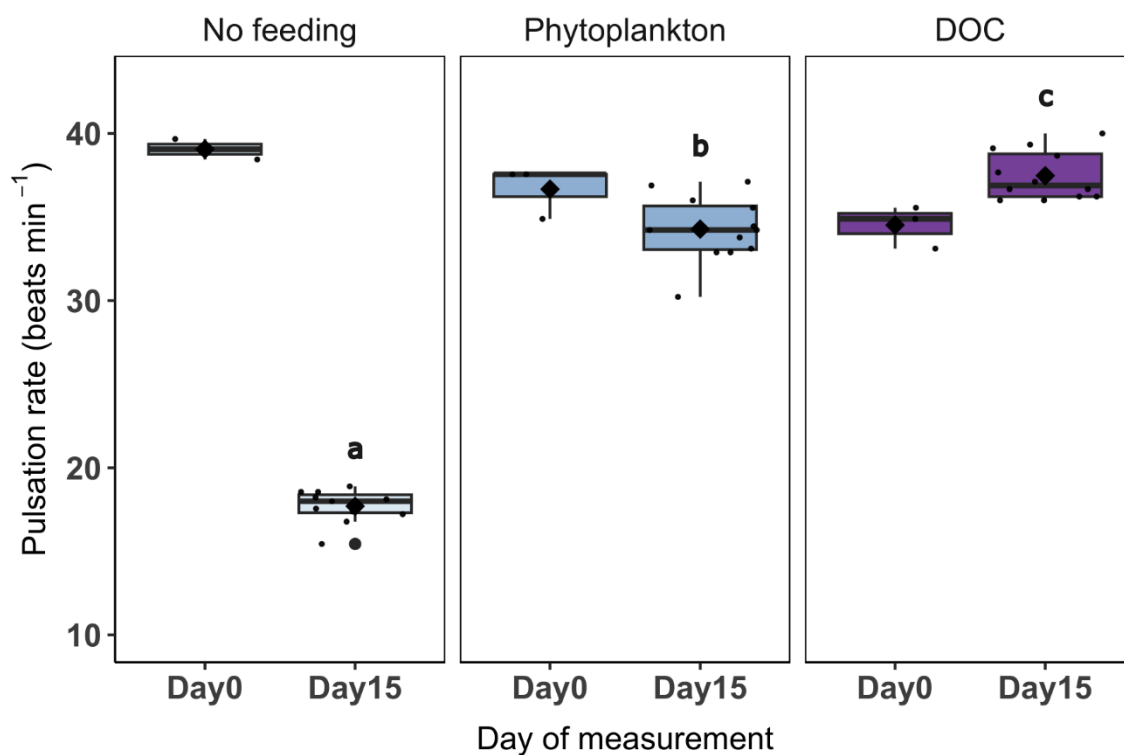 No feeding Phytoplankton DOC
Pulsation rate (beats min⁻¹)
40
30
20
10
a
b
c
Day0 Day15 Day0 Day15 Day0 Day15
Day of measurement